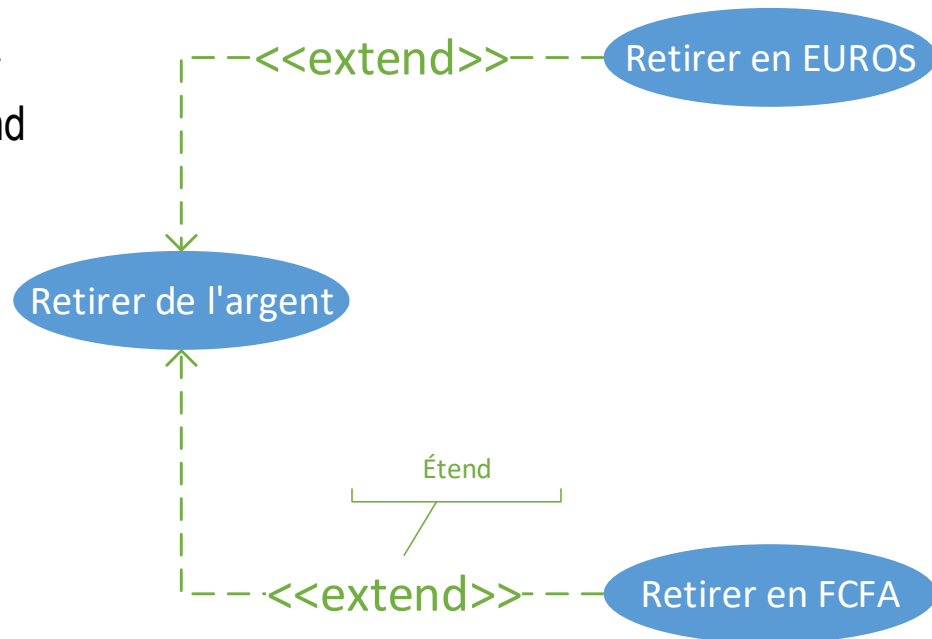 <<extend>>
Retirer en EUROS
Retirer de l'argent
Étend
<<extend>>
Retirer en FCFA